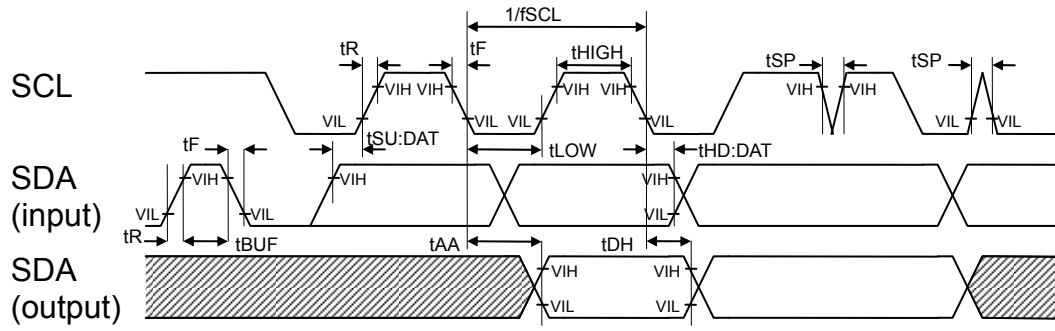 1/fSCL
tR
tF
tHIGH
tSP
tSP
SCL
VIH
VIH
VIH
VIH
VIH
VIH
VIL
VIL
VIL
VIL
VIL
VIL
tSU:DAT
tLOW
tHD:DAT
tF
SDA
(input)
VIH
VIH
VIH
VIL
VIL
VIL
tR
tBUF
tAA
tDH
SDA
(output)
VIH
VIH
VIL
VIL